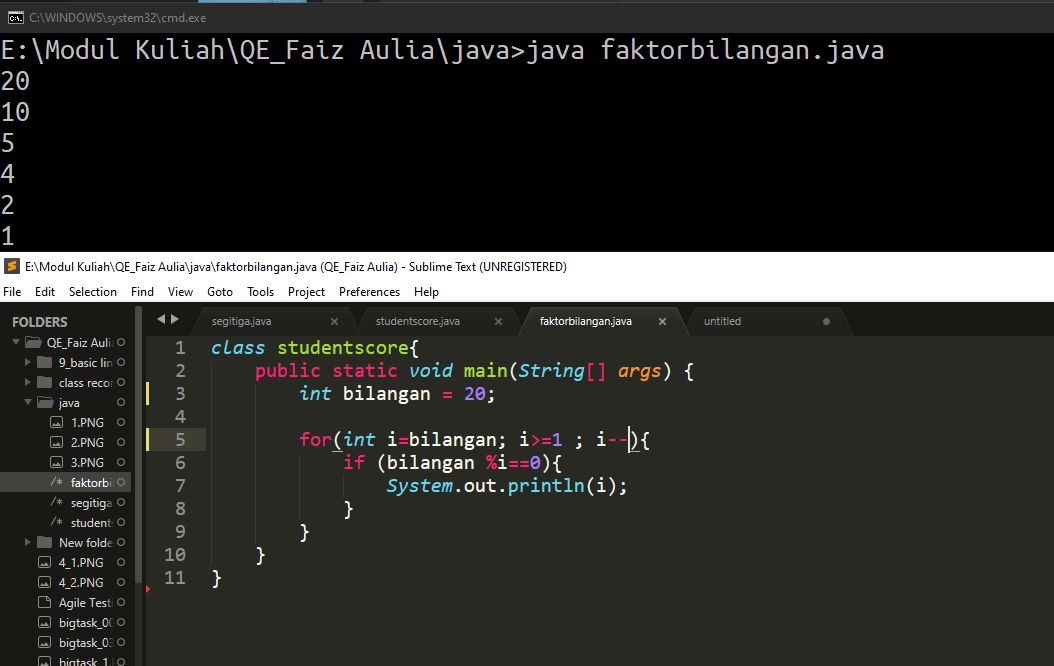 C:\WINDOWS\system32\cmd.exe
E:\Modul Kuliah\QE_Faiz Aulia\java>java faktorbilangan.java
20
10
5
4
2
1
E:\Modul Kuliah\QE_Faiz Aulia\java\faktorbilangan.java (QE_Faiz Aulia) - Sublime Text (UNREGISTERED)
File Edit Selection Find View Goto Tools Project Preferences Help
FOLDERS
QE_Faiz Auli
9_basic lin
class recor
java
1.PNG
2.PNG
3.PNG
/* faktorbi
/* segitiga
/* student
New folde
4_1.PNG
4_2.PNG
Agile Testi
bigtask_00
bigtask_03
bigtask_1.
segitiga.java × studentscore.java × faktorbilangan.java × untitled
1 class studentscore{
2 public static void main(String[] args) {
3 int bilangan = 20;
4
5 for(int i=bilangan; i>=1 ; i--){
6 if (bilangan %i==0){
7 System.out.println(i);
8 }
9 }
10 }
11 }